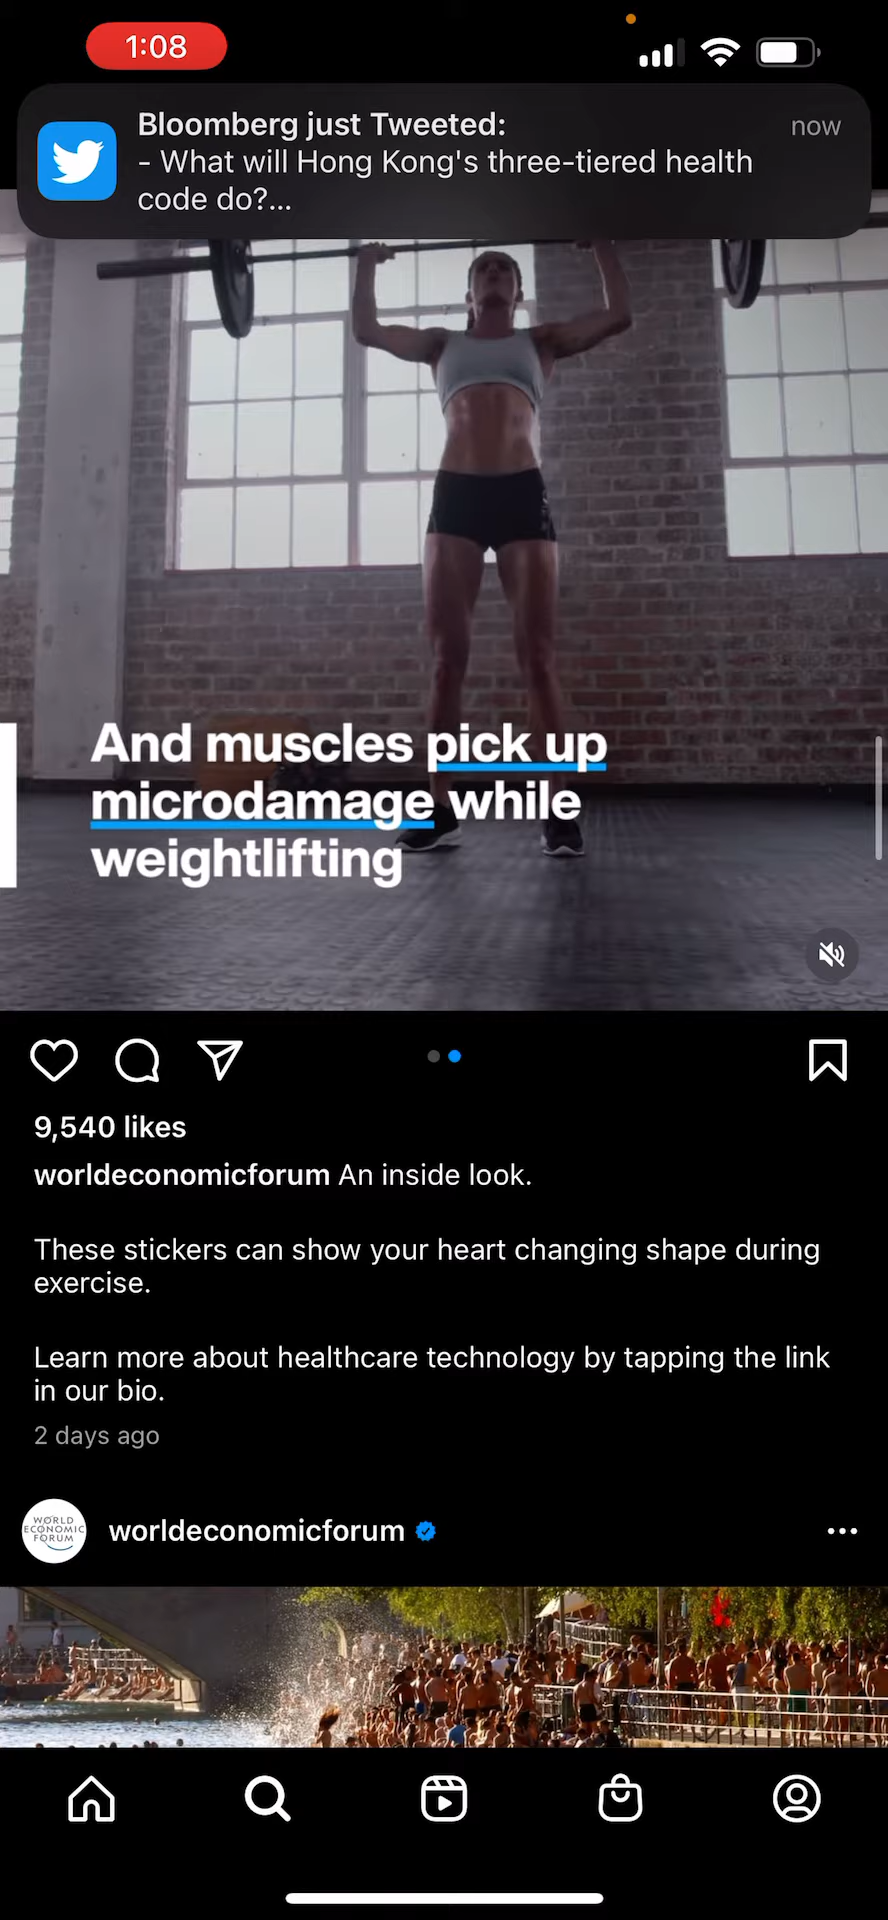 1:08
Bloomberg just Tweeted:
now
- What will Hong Kong's three-tiered health
code do?...
And muscles pick up
microdamage while
weightlifting
9,540 likes
worldeconomicforum An inside look.
These stickers can show your heart changing shape during
exercise.
Learn more about healthcare technology by tapping the link
in our bio.
2 days ago
WORLD
ECONOMIC
FORUM
worldeconomicforum